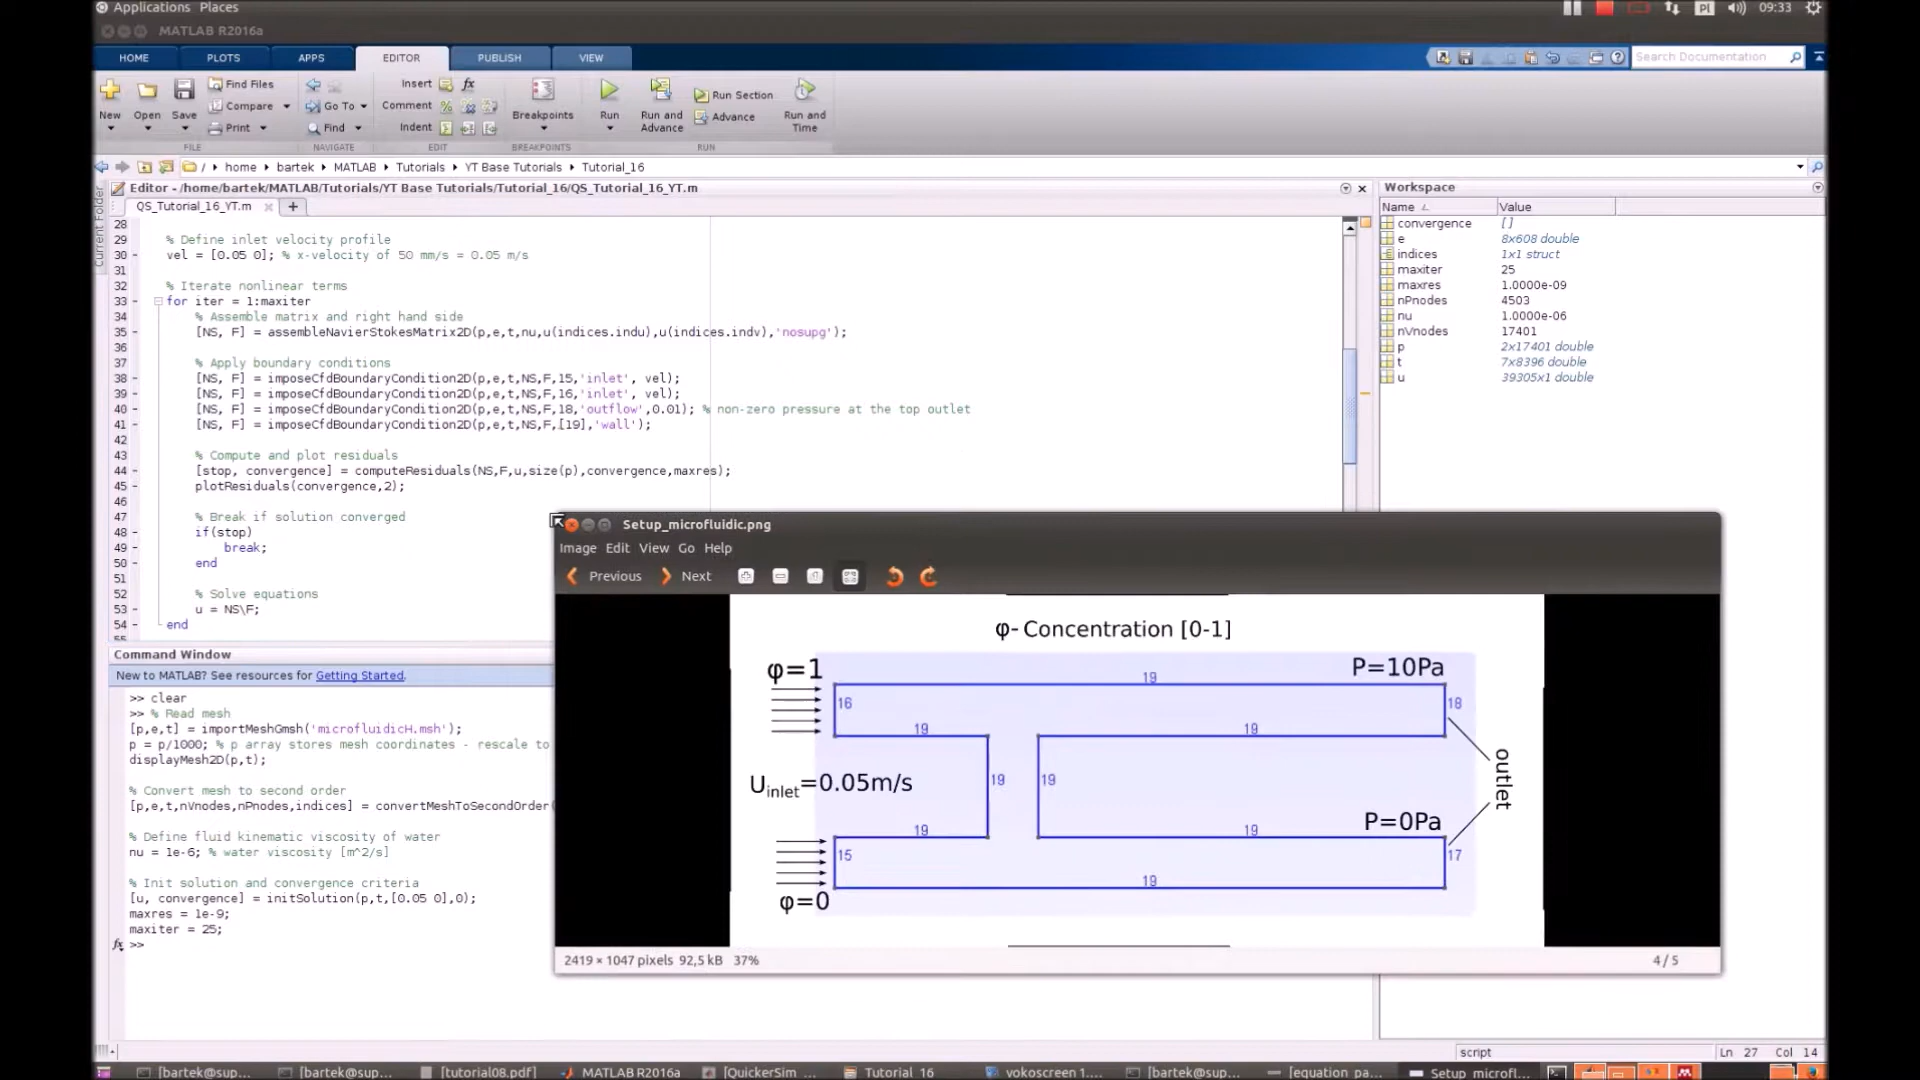 Applications Places
Pl 09:33
MATLAB R2016a
HOME PLOTS APPS EDITOR PUBLISH VIEW
Search Documentation
New Open Save
Find Files
Compare
Print
FILE
Go To
Find
NAVIGATE
Insert
Comment
Indent
EDIT
Breakpoints
BREAKPOINTS
Run
Run and Advance
Run Section
Advance
Run and Time
RUN
/ home bartek MATLAB Tutorials YT Base Tutorials Tutorial_16
Current Folder
Editor - /home/bartek/MATLAB/Tutorials/YT Base Tutorials/Tutorial_16/QS_Tutorial_16_YT.m
QS_Tutorial_16_YT.m
28
29 % Define inlet velocity profile
30 vel = [0.05 0]; % x-velocity of 50 mm/s = 0.05 m/s
31
32 % Iterate nonlinear terms
33 for iter = 1:maxiter
34 % Assemble matrix and right hand side
35 [NS, F] = assembleNavierStokesMatrix2D(p,e,t,nu,u(indices.indu),u(indices.indv),'nosupg');
36
37 % Apply boundary conditions
38 [NS, F] = imposeCfdBoundaryCondition2D(p,e,t,NS,F,15,'inlet', vel);
39 [NS, F] = imposeCfdBoundaryCondition2D(p,e,t,NS,F,16,'inlet', vel);
40 [NS, F] = imposeCfdBoundaryCondition2D(p,e,t,NS,F,18,'outflow',0.01); % non-zero pressure at the top outlet
41 [NS, F] = imposeCfdBoundaryCondition2D(p,e,t,NS,F,[19],'wall');
42
43 % Compute and plot residuals
44 [stop, convergence] = computeResiduals(NS,F,u,size(p),convergence,maxres);
45 plotResiduals(convergence,2);
46
47 % Break if solution converged
48 if(stop)
49 break;
50 end
51
52 % Solve equations
53 u = NS\F;
54 end
55
Workspace
Name Value
convergence []
e 8x608 double
indices 1x1 struct
maxiter 25
maxres 1.0000e-09
nPnodes 4503
nu 1.0000e-06
nVnodes 17401
p 2x17401 double
t 7x8396 double
u 39305x1 double
Command Window
New to MATLAB? See resources for Getting Started.
>> clear
>> % Read mesh
[p,e,t] = importMeshGmsh('microfluidicH.msh');
p = p/1000; % p array stores mesh coordinates - rescale to
displayMesh2D(p,t);
% Convert mesh to second order
[p,e,t,nVnodes,nPnodes,indices] = convertMeshToSecondOrder(
% Define fluid kinematic viscosity of water
nu = 1e-6; % water viscosity [m^2/s]
% Init solution and convergence criteria
[u, convergence] = initSolution(p,t,[0.05 0],0);
maxres = 1e-9;
maxiter = 25;
fx >>
Setup_microfluidic.png
Image Edit View Go Help
Previous Next
φ- Concentration [0-1]
φ=1
P=10Pa
19
16
18
19
19
Uinlet=0.05m/s
19
19
outlet
P=0Pa
19
19
15
17
19
φ=0
2419 × 1047 pixels 92,5 kB 37%
4 / 5
script Ln 27 Col 14
[bartek@sup... [bartek@sup... [tutorial08.pdf] MATLAB R2016a [QuickerSim ... Tutorial_16 vokoscreen 1.... [bartek@sup... [equation_pa... Setup_microfl...